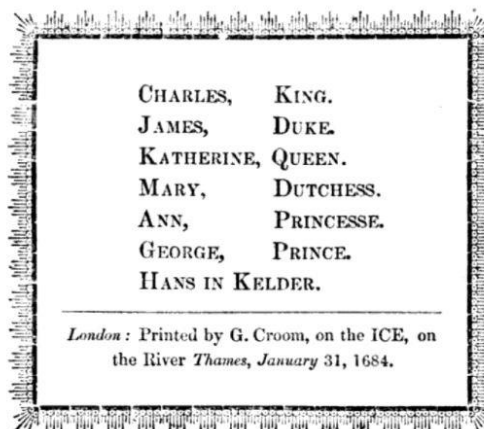 CHARLES, KING.
JAMES, DUKE.
KATHERINE, QUEEN.
MARY, DUTCHESS.
ANN, PRINCESSE.
GEORGE, PRINCE.
HANS IN KELDER.
London: Printed by G. Croom, on the ICE, on
the River Thames, January 31, 1684.